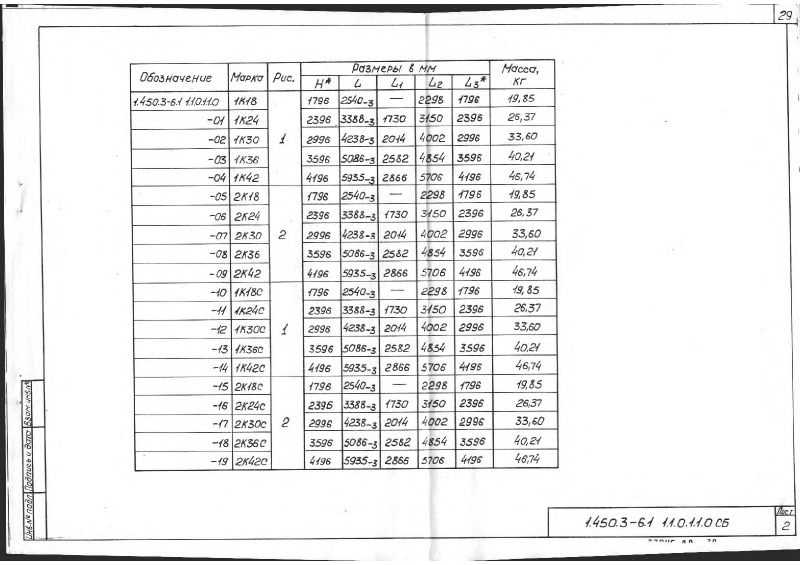 29
Обозначение Марка Рис. Размеры в мм Масса, кг
H* L L1 L2 L3*
1.450.3-6.1 1.1.0.1.1.0 1К18 1 1796 2540-3 — 2298 1796 19,85
-01 1К24 2396 3388-3 1730 3150 2396 26,37
-02 1К30 2996 4238-3 2014 4002 2996 33,60
-03 1К36 3596 5086-3 2582 4854 3596 40,21
-04 1К42 4196 5935-3 2866 5706 4196 46,74
-05 2К18 2 1796 2540-3 — 2298 1796 19,85
-06 2К24 2396 3388-3 1730 3150 2396 26,37
-07 2К30 2996 4238-3 2014 4002 2996 33,60
-08 2К36 3596 5086-3 2582 4854 3596 40,21
-09 2К42 4196 5935-3 2866 5706 4196 46,74
-10 1К18С 1 1796 2540-3 — 2298 1796 19,85
-11 1К24С 2396 3388-3 1730 3150 2396 26,37
-12 1К30С 2996 4238-3 2014 4002 2996 33,60
-13 1К36С 3596 5086-3 2582 4854 3596 40,21
-14 1К42С 4196 5935-3 2866 5706 4196 46,74
-15 2К18С 2 1796 2540-3 — 2298 1796 19,85
-16 2К24С 2396 3388-3 1730 3150 2396 26,37
-17 2К30С 2996 4238-3 2014 4002 2996 33,60
-18 2К36С 3596 5086-3 2582 4854 3596 40,21
-19 2К42С 4196 5935-3 2866 5706 4196 46,74
Инв.№ подл. Подпись и дата Взам.инв.№
1.450.3-6.1 1.1.0.1.1.0 СБ
Лист
2